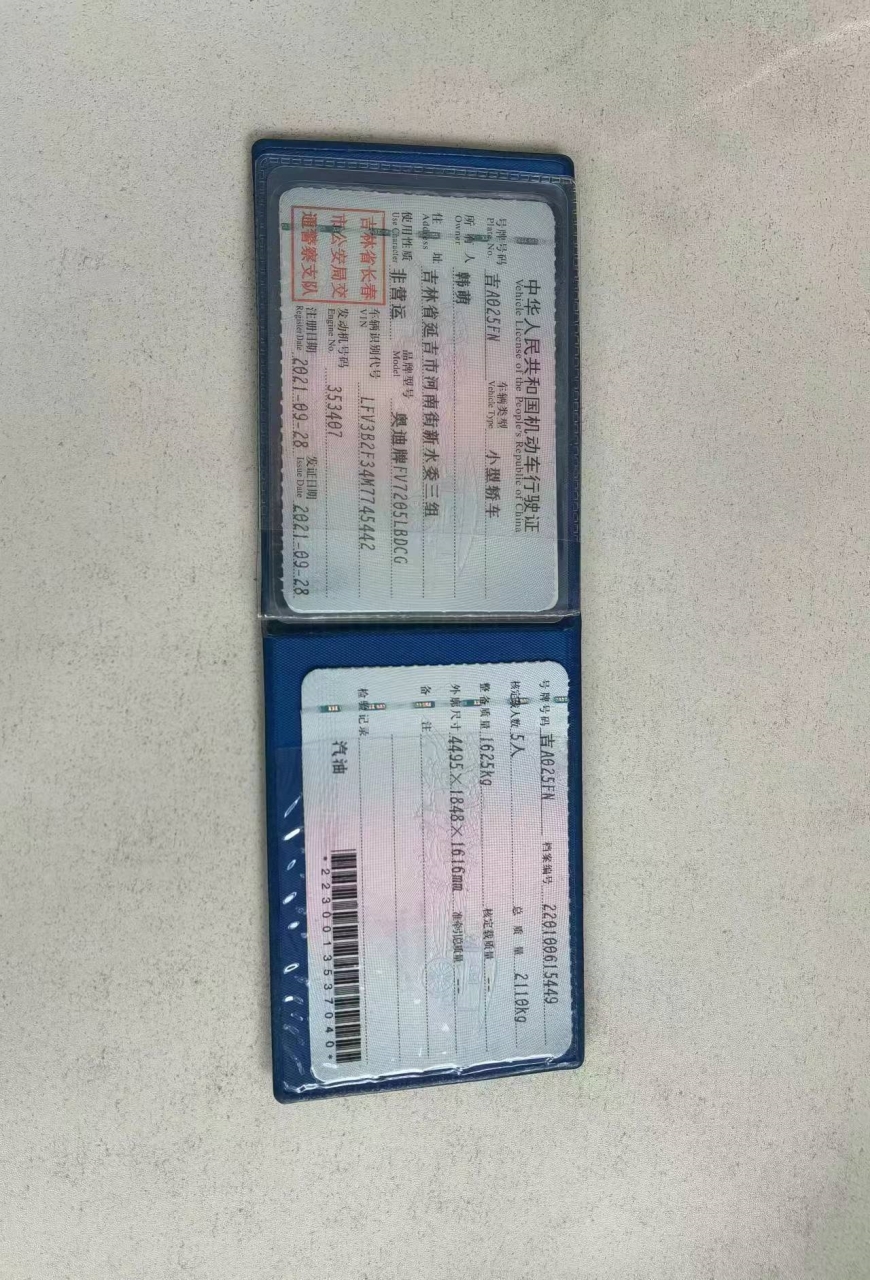 中华人民共和国机动车行驶证
Vehicle License of the People's Republic of China
号牌号码 吉A025FN 车辆类型 小型轿车
Plate No. Vehicle Type
所有人 韩萌
Owner
住址 吉林省延吉市河南街新水委三组
Address
使用性质 非营运 品牌型号 奥迪牌FV7205LBDCG
Use Character Model
吉林省长春
市公安局交
通警察支队
车辆识别代号 LFV3B2F34M7745442
VIN
发动机号码 353407
Engine No.
注册日期 2021-09-28 发证日期 2021-09-28
Register Date Issue Date
号牌号码 吉A025FN 档案编号 220100615449
核定载人数 5人 总质量 2110kg
整备质量 1625kg 核定载质量 --
外廓尺寸 4495×1848×1616mm 准牵引总质量 --
备注
检验记录
汽油
*2230013537040*